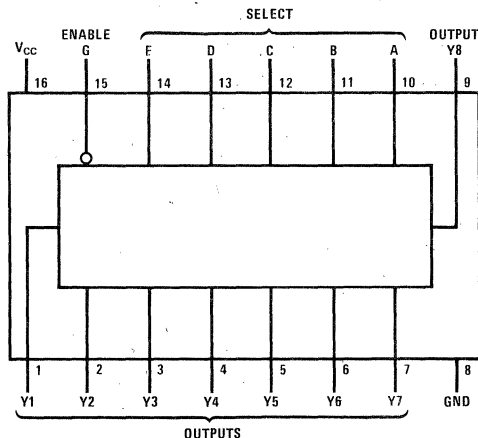 SELECT
ENABLE OUTPUT
VCC G E D C B A Y8
16 15 14 13 12 11 10 9
1 2 3 4 5 6 7 8
Y1 Y2 Y3 Y4 Y5 Y6 Y7 GND
OUTPUTS